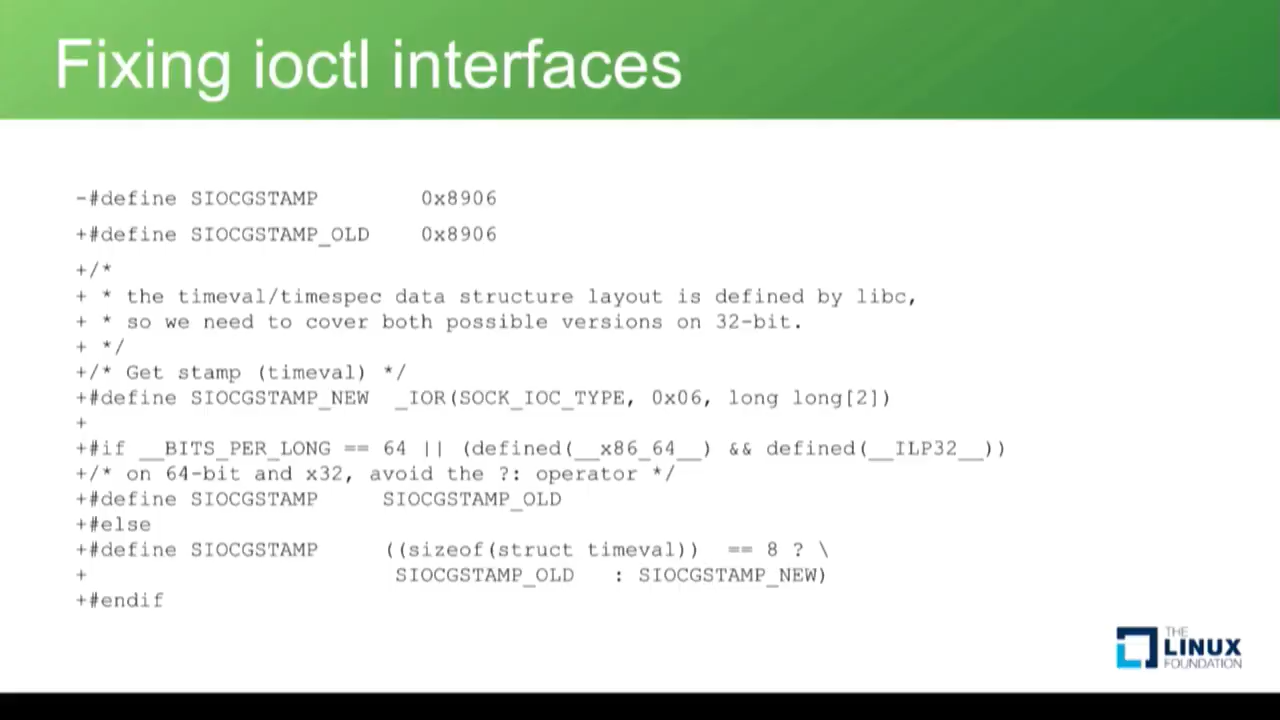 Fixing ioctl interfaces
-#define SIOCGSTAMP 0x8906
+#define SIOCGSTAMP_OLD 0x8906
+/*
+ * the timeval/timespec data structure layout is defined by libc,
+ * so we need to cover both possible versions on 32-bit.
+ */
+/* Get stamp (timeval) */
+#define SIOCGSTAMP_NEW _IOR(SOCK_IOC_TYPE, 0x06, long long[2])
+
+#if __BITS_PER_LONG == 64 || (defined(__x86_64__) && defined(__ILP32__))
+/* on 64-bit and x32, avoid the ?: operator */
+#define SIOCGSTAMP SIOCGSTAMP_OLD
+#else
+#define SIOCGSTAMP ((sizeof(struct timeval)) == 8 ? \
+ SIOCGSTAMP_OLD : SIOCGSTAMP_NEW)
+#endif
THE
LINUX
FOUNDATION